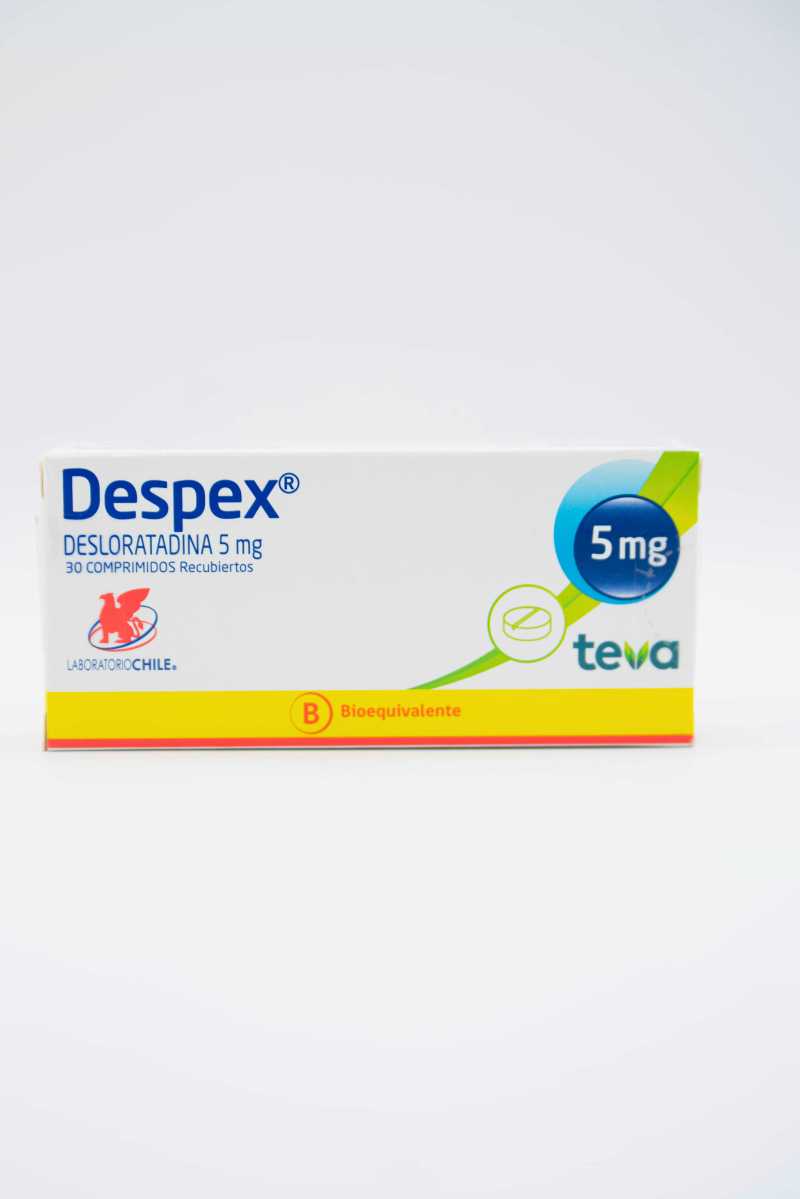 Despex®
DESLORATADINA 5 mg
30 COMPRIMIDOS Recubiertos
LABORATORIOCHILE®
5 mg
teva
B Bioequivalente